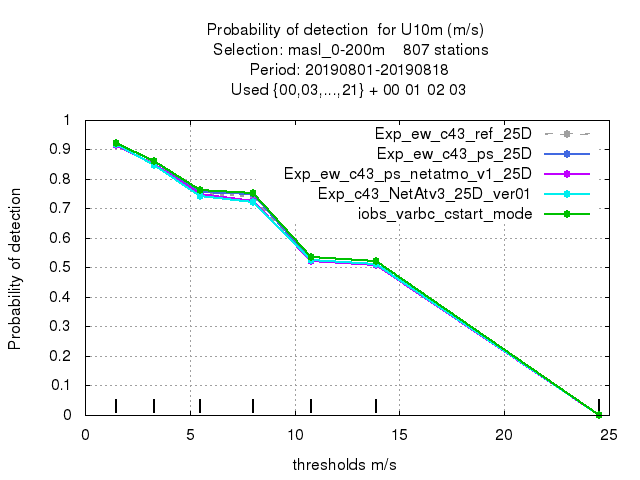 Probability of detection for U10m (m/s)
Selection: masl_0-200m 807 stations
Period: 20190801-20190818
Used {00,03,...,21} + 00 01 02 03
Probability of detection
1
0.9
0.8
0.7
0.6
0.5
0.4
0.3
0.2
0.1
0
Exp_ew_c43_ref_25D
Exp_ew_c43_ps_25D
Exp_ew_c43_ps_netatmo_v1_25D
Exp_c43_NetAtv3_25D_ver01
iobs_varbc_cstart_mode
0 5 10 15 20 25
thresholds m/s